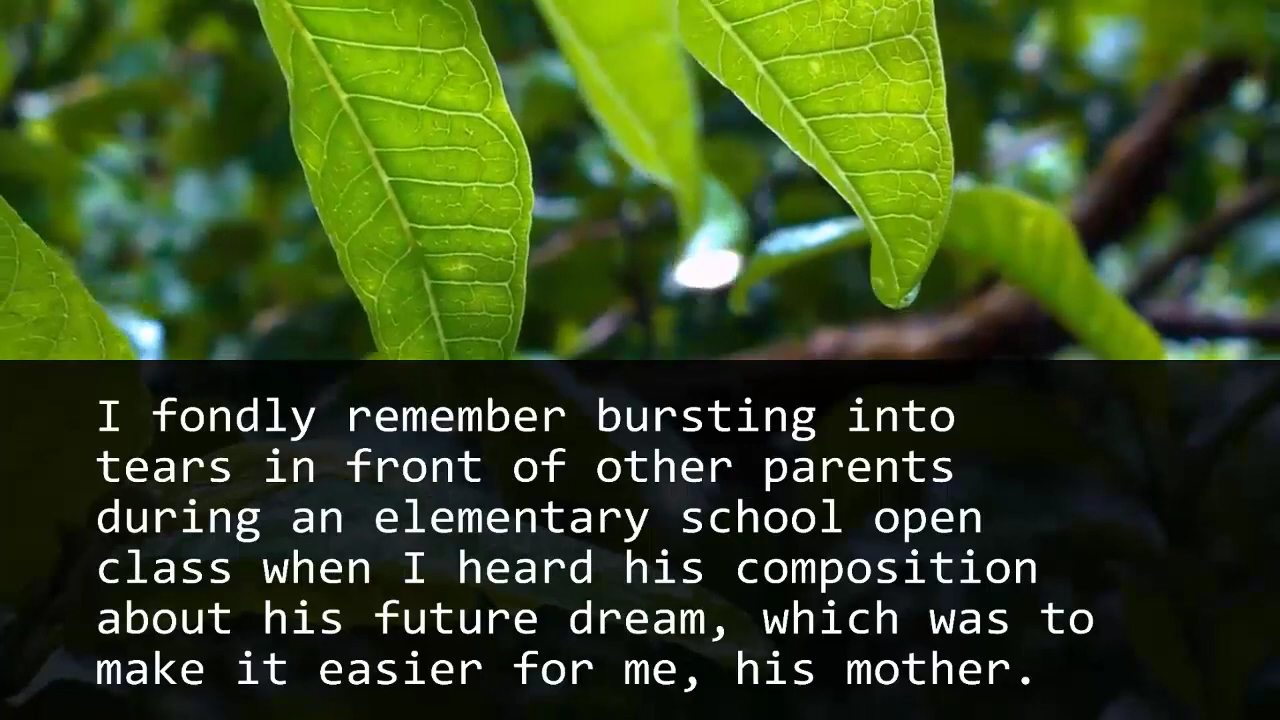 I fondly remember bursting into
tears in front of other parents
during an elementary school open
class when I heard his composition
about his future dream, which was to
make it easier for me, his mother.